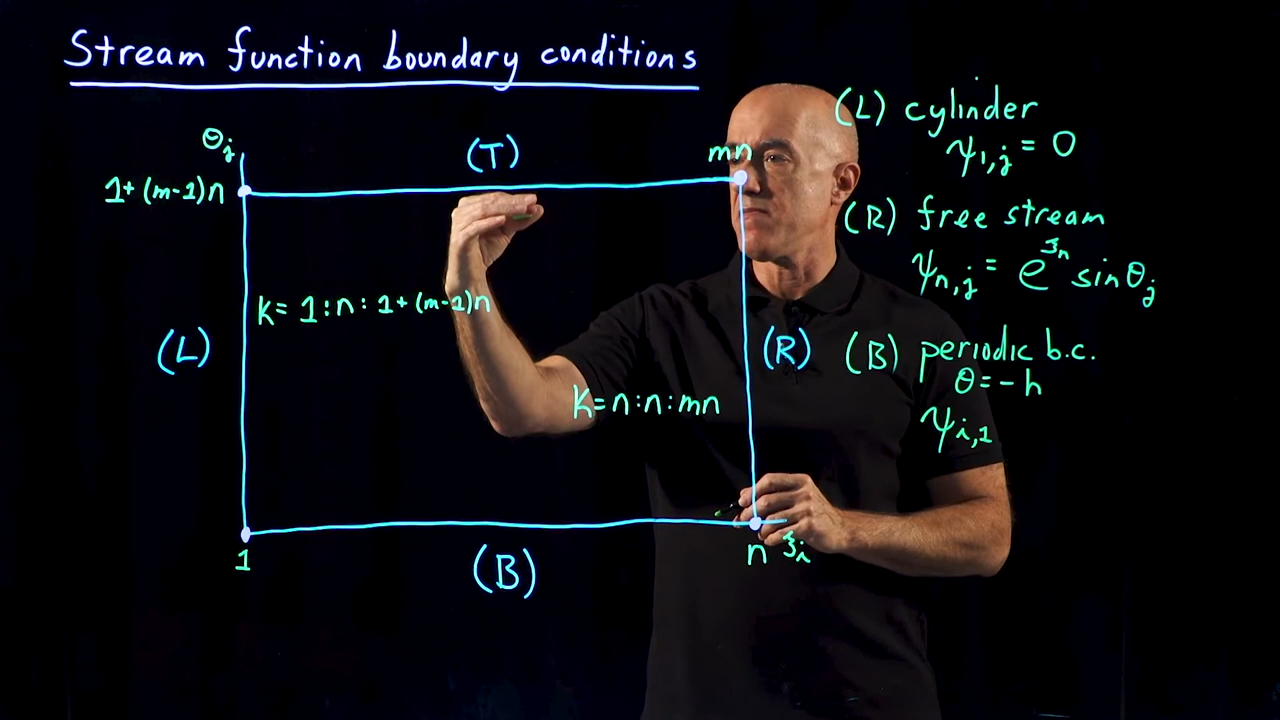 Stream function boundary conditions
θj
(T)
mn
1+(m-1)n
k= 1:n:1+(m-1)n
(L)
(R)
k=n:n:mn
1
(B)
n ξi
(L) cylinder
ψ1,j = 0
(R) free stream
ψn,j = e^ξn sin θj
(B) periodic b.c.
θ=-h
ψi,1